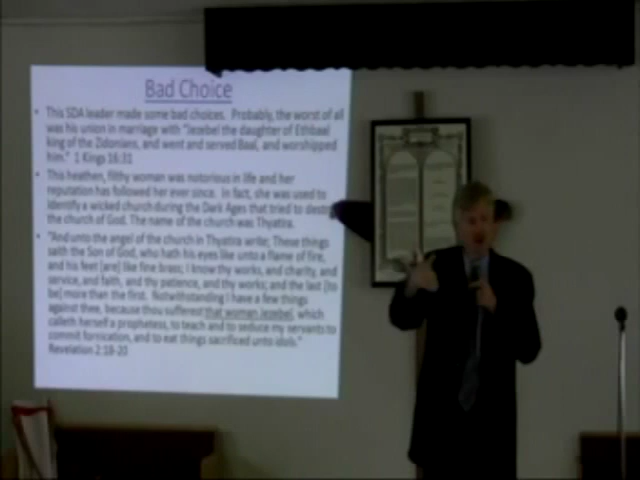 Bad Choice
• This SDA leader made some bad choices. Probably, the worst of all
was his union in marriage with "Jezebel the daughter of Ethbaal
king of the Zidonians, and went and served Baal, and worshipped
him." 1 Kings 16:31
• This heathen, filthy woman was notorious in life and her
reputation has followed her ever since. In fact, she was used to
identify a wicked church during the Dark Ages that tried to destroy
the church of God. The name of the church was Thyatira.
• "And unto the angel of the church in Thyatira write; These things
saith the Son of God, who hath his eyes like unto a flame of fire,
and his feet [are] like fine brass; I know thy works, and charity, and
service, and faith, and thy patience, and thy works; and the last [to
be] more than the first. Notwithstanding I have a few things
against thee, because thou sufferest that woman Jezebel, which
calleth herself a prophetess, to teach and to seduce my servants to
commit fornication, and to eat things sacrificed unto idols."
Revelation 2:18-20